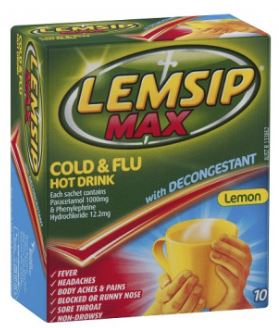 LEMSIP
MAX
COLD & FLU
HOT DRINK
with DECONGESTANT
Each sachet contains
Paracetamol 1000mg
& Phenylephrine
Hydrochloride 12.2mg
Lemon
✓ FEVER
✓ HEADACHES
✓ BODY ACHES & PAINS
✓ BLOCKED OR RUNNY NOSE
✓ SORE THROAT
✓ NON-DROWSY
10